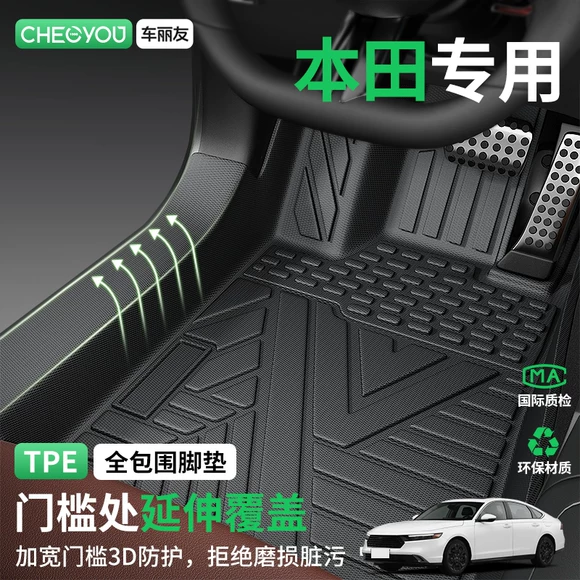 CHEGYOU 车丽友
本田专用
MA
国际质检
环保材质
TPE 全包围脚垫
门槛处延伸覆盖
加宽门槛3D防护，拒绝磨损脏污